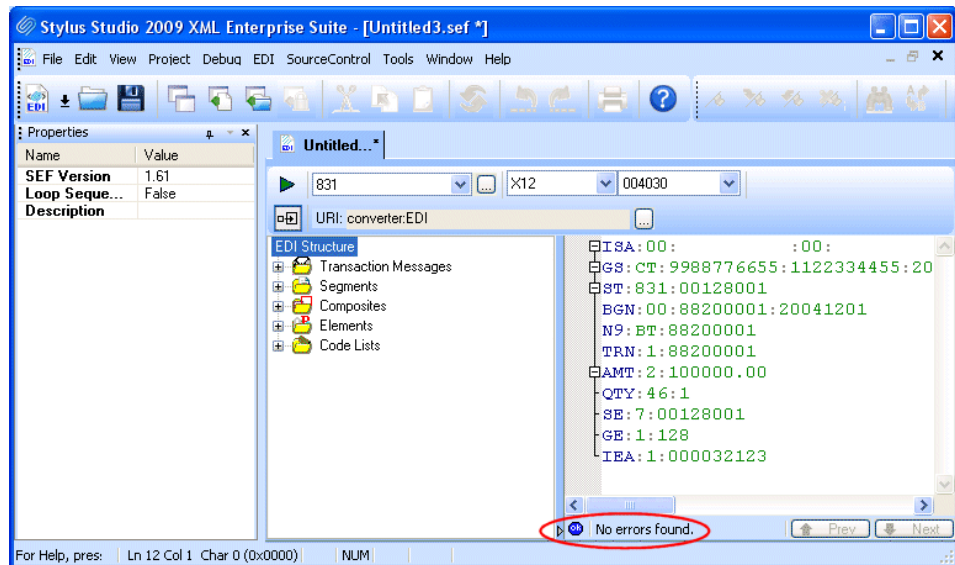 Stylus Studio 2009 XML Enterprise Suite - [Untitled3.sef *]
File Edit View Project Debug EDI SourceControl Tools Window Help
EDI
Properties
Name Value
SEF Version 1.61
Loop Seque... False
Description
Untitled...*
831 ... X12 004030
URI: converter:EDI ...
EDI Structure
Transaction Messages
Segments
Composites
Elements
Code Lists
ISA:00: :00:
GS:CT:9988776655:1122334455:20
ST:831:00128001
BGN:00:88200001:20041201
N9:BT:88200001
TRN:1:88200001
AMT:2:100000.00
QTY:46:1
SE:7:00128001
GE:1:128
IEA:1:000032123
ok No errors found. Prev Next
For Help, pres: Ln 12 Col 1 Char 0 (0x0000) NUM